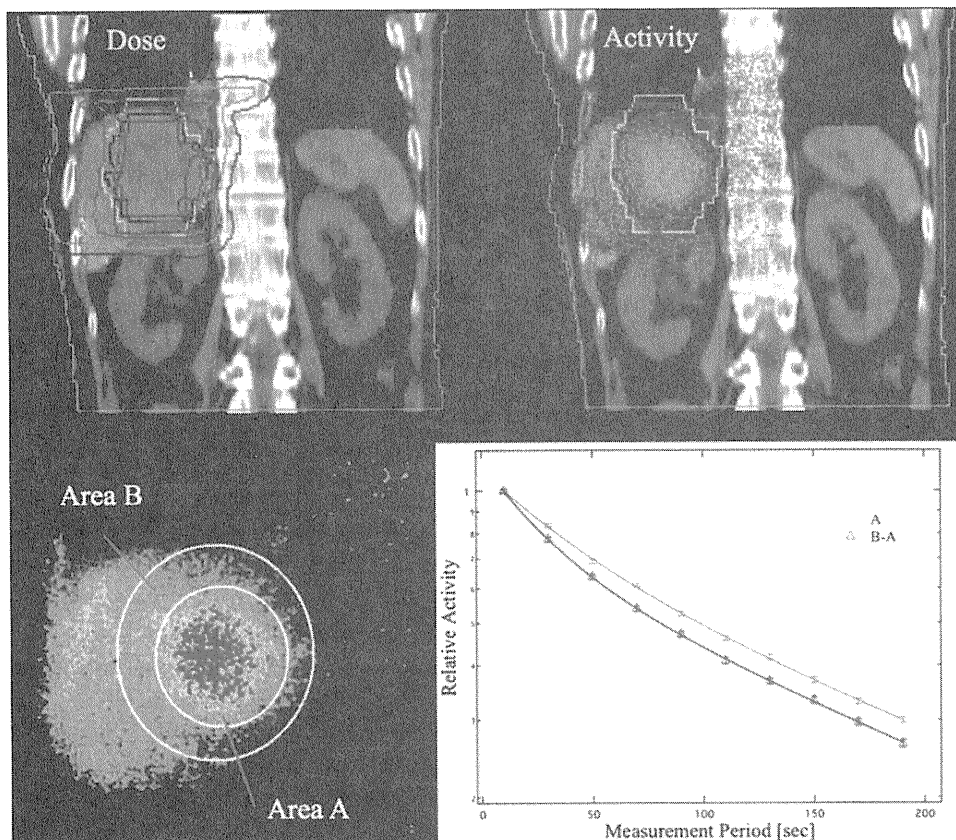 Dose
Activity
Area B
Area A
Relative Activity
A
B-A
0
50
100
150
200
Measurement Period [sec]